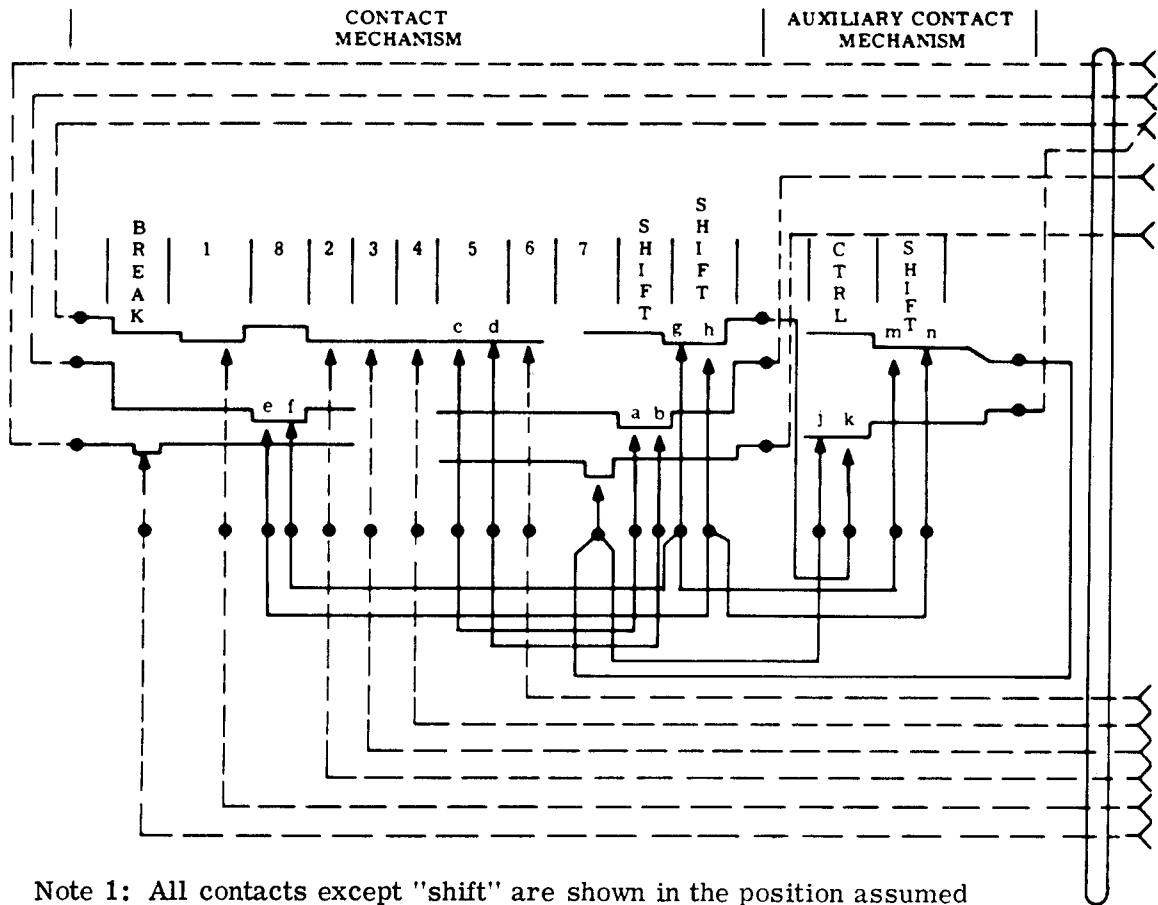 CONTACT
MECHANISM
AUXILIARY CONTACT
MECHANISM
BREAK
1
8
2
3
4
5
6
7
SHIFT
SHIFT
CTRL
SHIFT
c d
g h
m n
e f
a b
j k
Note 1: All contacts except "shift" are shown in the position assumed